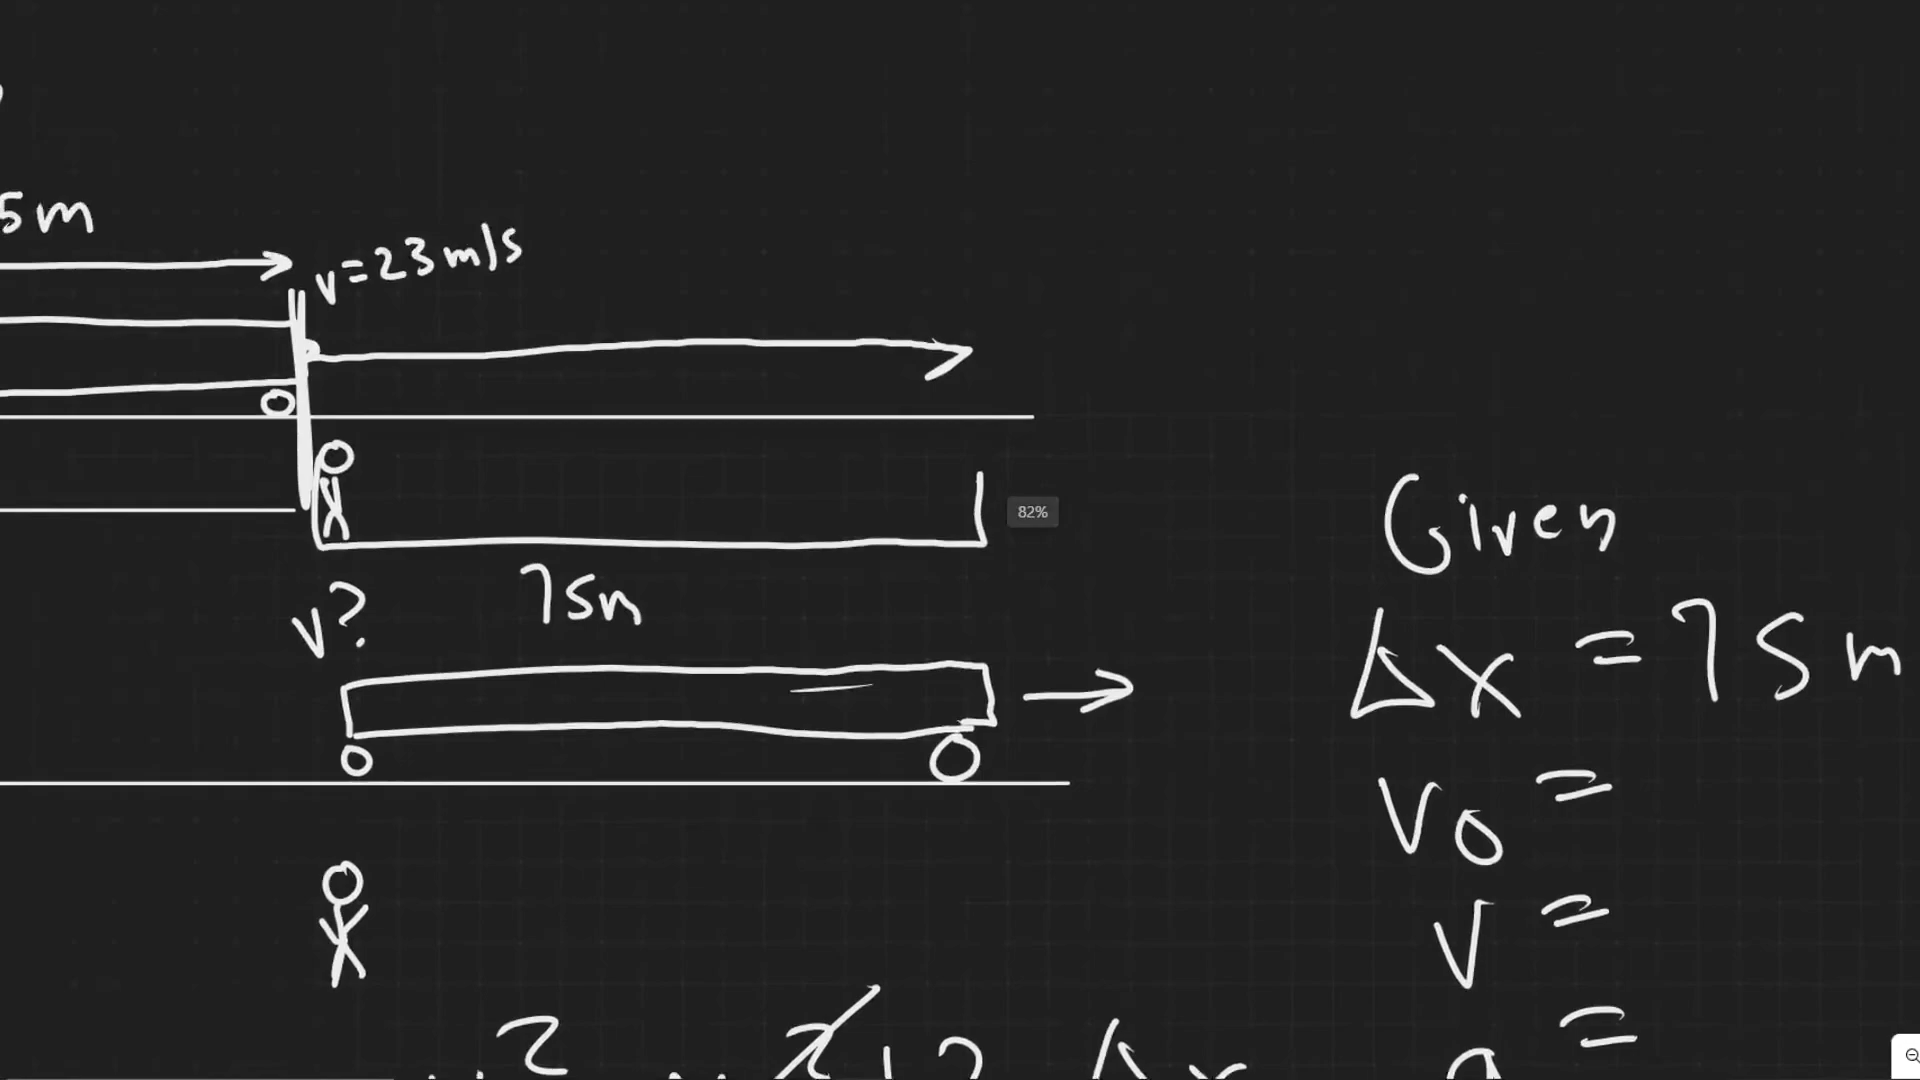 5m
v=23m/s
82%
Given
75m
Δx = 75m
v?
v0 =
v =